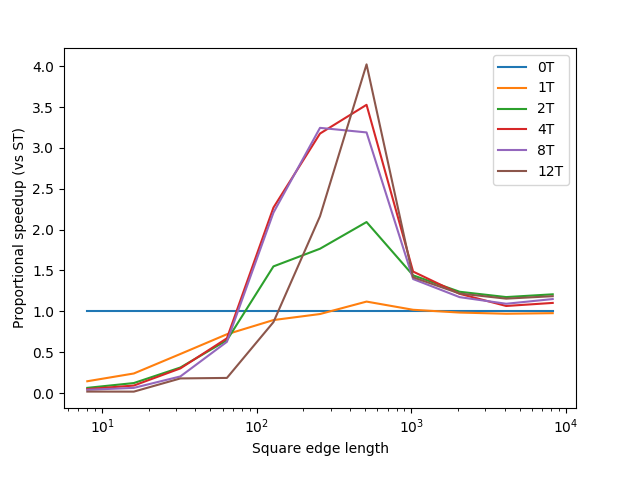 4.0
3.5
3.0
2.5
2.0
1.5
1.0
0.5
0.0
Proportional speedup (vs ST)
0T
1T
2T
4T
8T
12T
10¹ 10² 10³ 10⁴
Square edge length